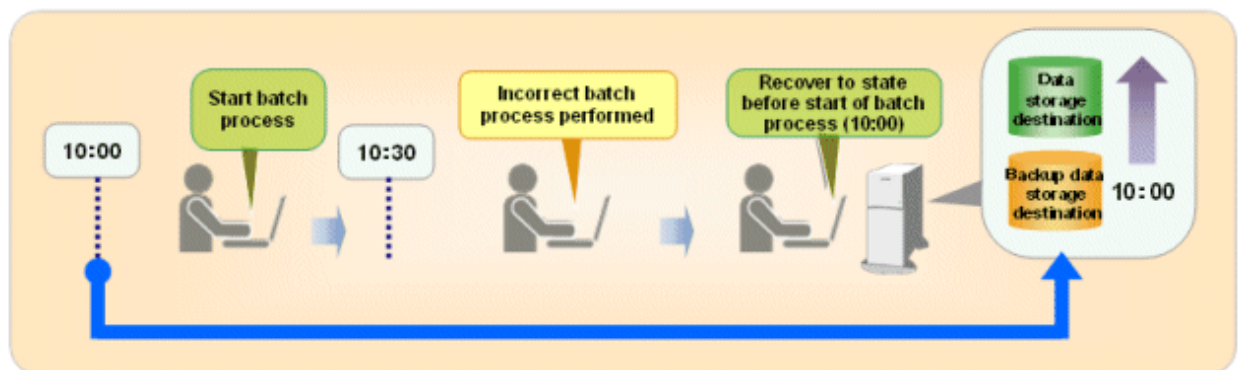 10:00
Start batch
process
10:30
Incorrect batch
process performed
Recover to state
before start of batch
process (10:00)
Data
storage
destination
Backup data
storage
destination
10:00